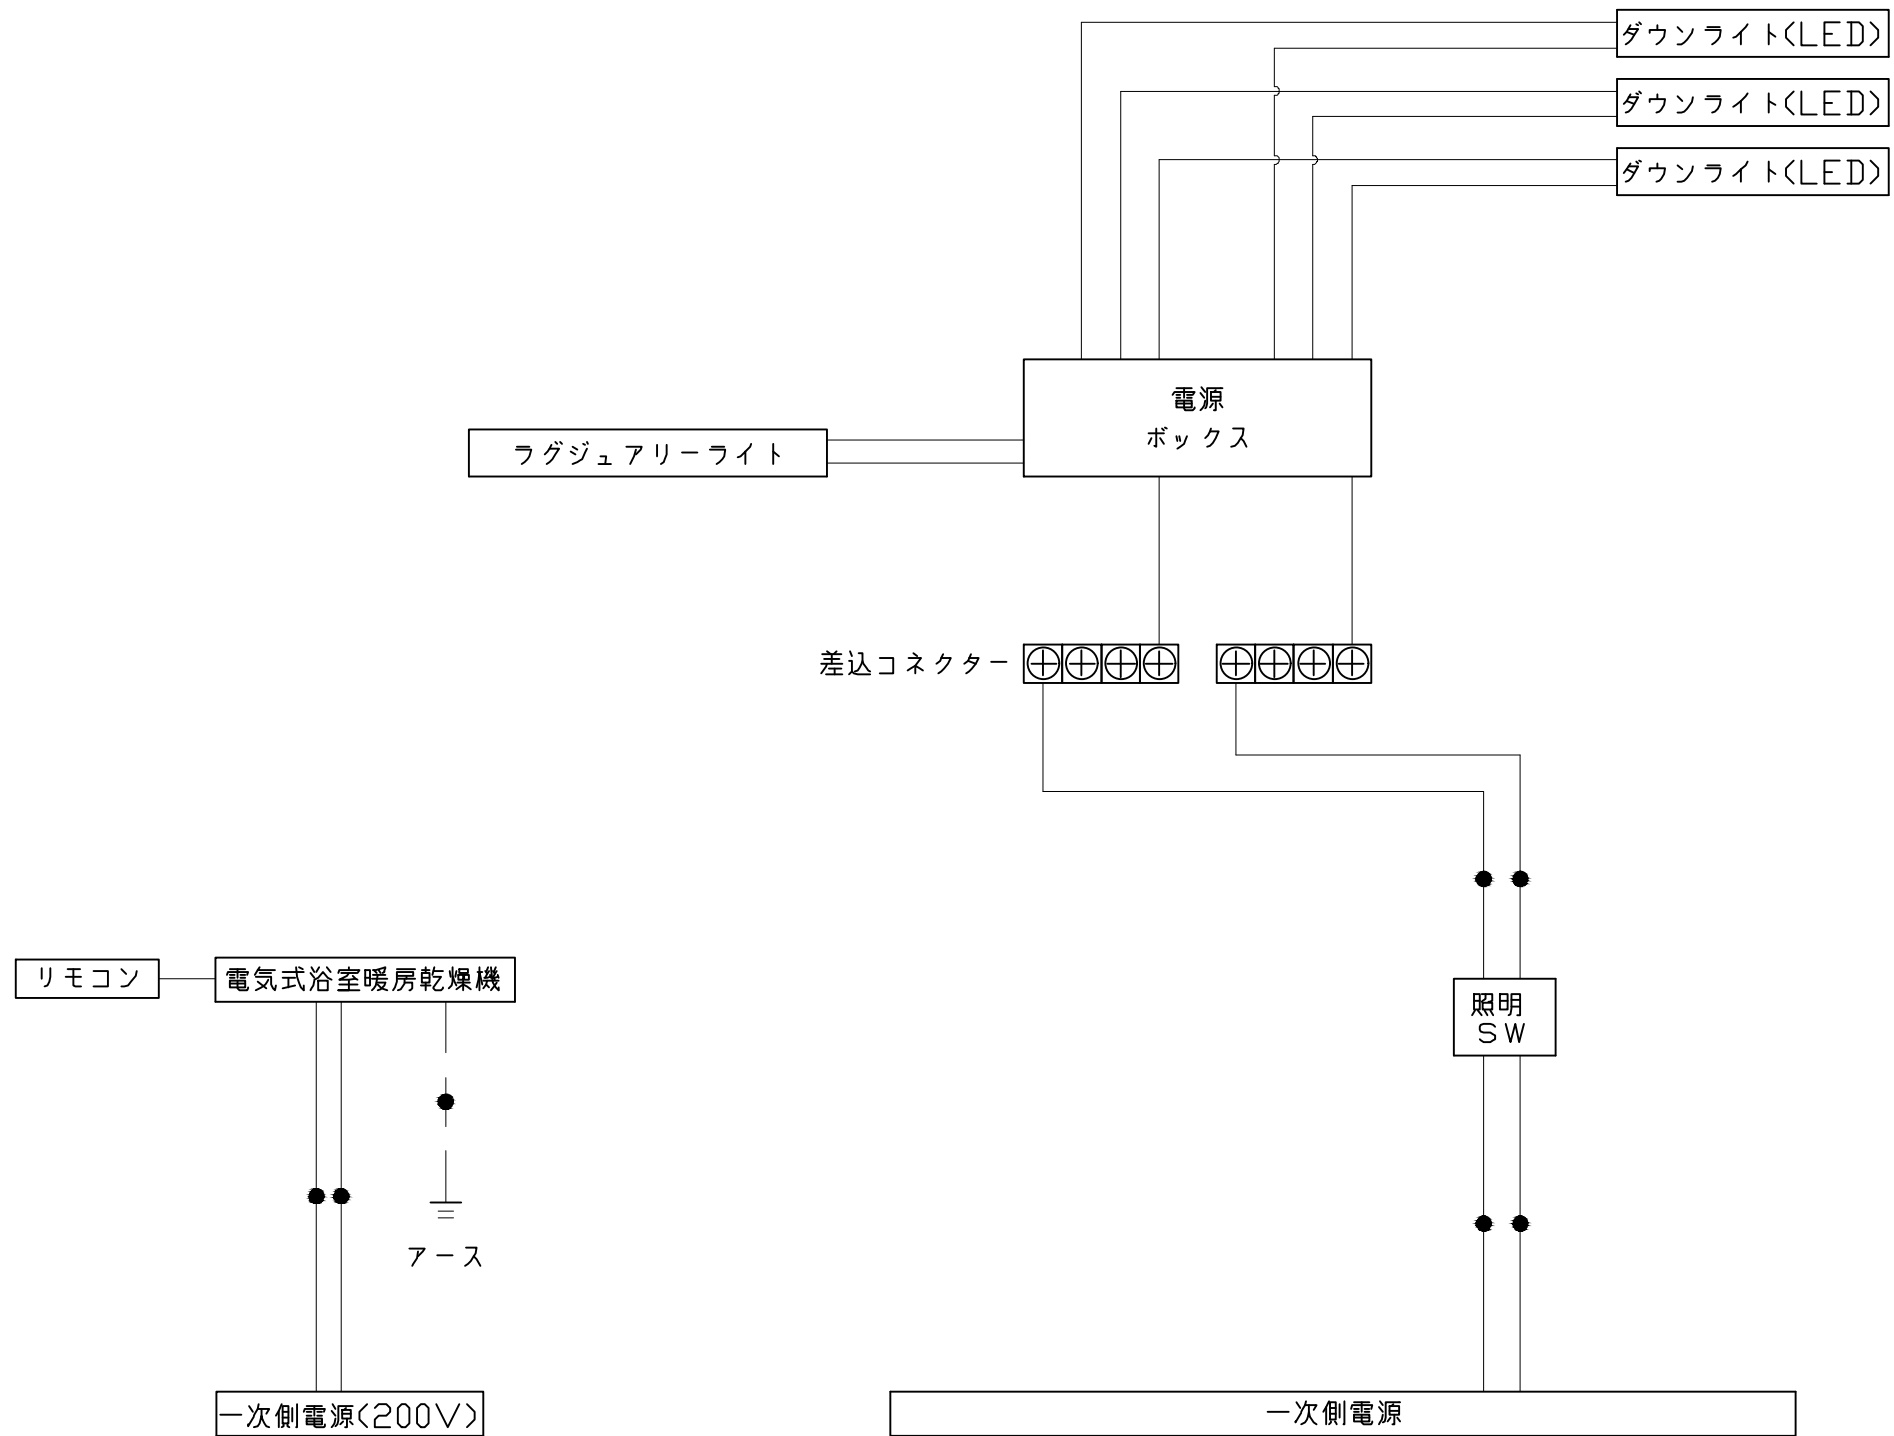 ダウンライト(LED)
ダウンライト(LED)
ダウンライト(LED)
電源
ボックス
ラグジュアリーライト
差込コネクター
リモコン
電気式浴室暖房乾燥機
照明
SW
アース
一次側電源(200V)
一次側電源